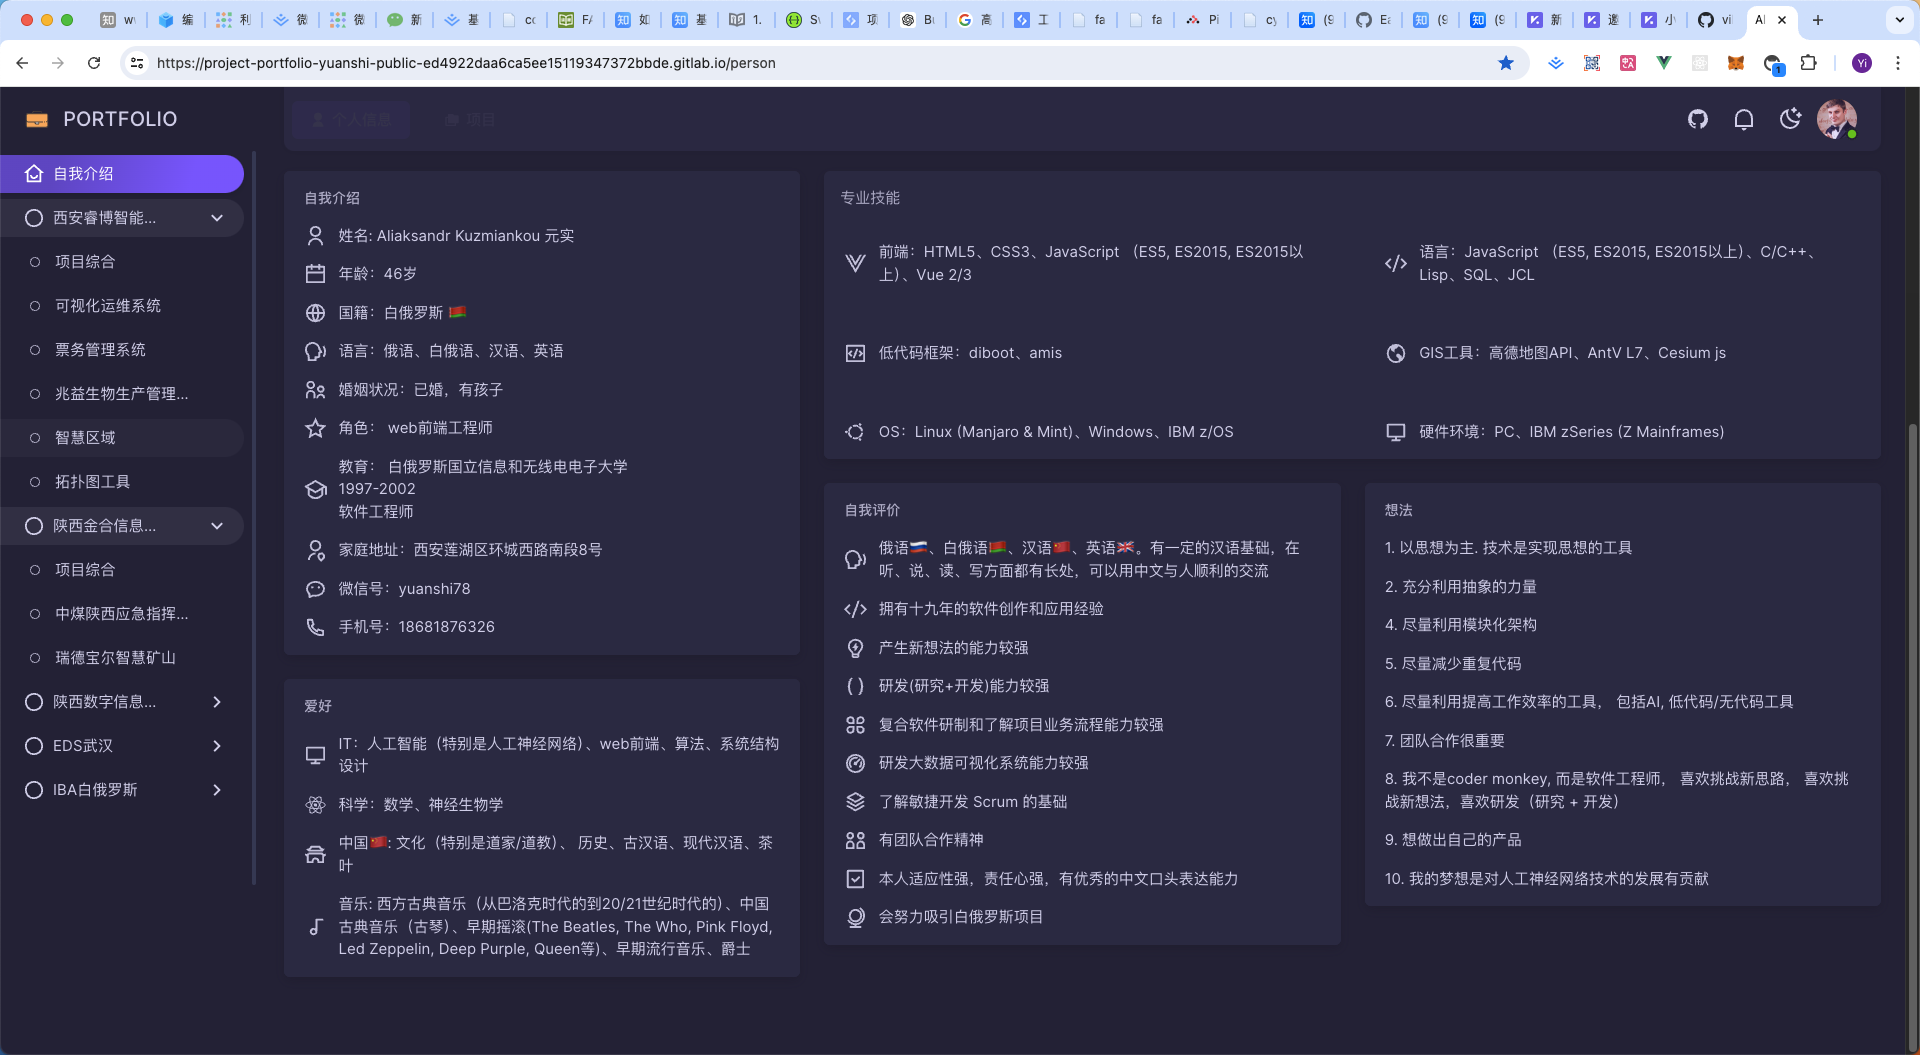 知 w
编
利
微
微
新
基
co
FA
如
基
1.
Sv
项
Bu
高
工
fa
fa
Pi
cy
(9
Ea
(9
(9
新
邀
小
vi
Al
https://project-portfolio-yuanshi-public-ed4922daa6ca5ee15119347372bbde.gitlab.io/person
1
Yi
PORTFOLIO
个人信息
项目
自我介绍
西安睿博智能...
项目综合
可视化运维系统
票务管理系统
兆益生物生产管理...
智慧区域
拓扑图工具
陕西金合信息...
项目综合
中煤陕西应急指挥...
瑞德宝尔智慧矿山
陕西数字信息...
EDS武汉
IBA白俄罗斯
自我介绍
姓名: Aliaksandr Kuzmiankou 元实
年龄：46岁
国籍：白俄罗斯
语言：俄语、白俄语、汉语、英语
婚姻状况：已婚，有孩子
角色： web前端工程师
教育： 白俄罗斯国立信息和无线电电子大学
1997-2002
软件工程师
家庭地址：西安莲湖区环城西路南段8号
微信号：yuanshi78
手机号：18681876326
爱好
IT：人工智能（特别是人工神经网络）、web前端、算法、系统结构
设计
科学：数学、神经生物学
中国🇨🇳: 文化（特别是道家/道教）、 历史、古汉语、现代汉语、茶
叶
音乐: 西方古典音乐（从巴洛克时代的到20/21世纪时代的）、中国
古典音乐（古琴）、早期摇滚(The Beatles, The Who, Pink Floyd,
Led Zeppelin, Deep Purple, Queen等)、早期流行音乐、爵士
专业技能
前端：HTML5、CSS3、JavaScript （ES5, ES2015, ES2015以
上）、Vue 2/3
语言：JavaScript （ES5, ES2015, ES2015以上）、C/C++、
Lisp、SQL、JCL
低代码框架：diboot、amis
GIS工具：高德地图API、AntV L7、Cesium js
OS：Linux (Manjaro & Mint)、Windows、IBM z/OS
硬件环境：PC、IBM zSeries (Z Mainframes)
自我评价
俄语🇷🇺、白俄语🇧🇾、汉语🇨🇳、英语🇬🇧。有一定的汉语基础，在
听、说、读、写方面都有长处，可以用中文与人顺利的交流
拥有十九年的软件创作和应用经验
产生新想法的能力较强
研发(研究+开发)能力较强
复合软件研制和了解项目业务流程能力较强
研发大数据可视化系统能力较强
了解敏捷开发 Scrum 的基础
有团队合作精神
本人适应性强，责任心强，有优秀的中文口头表达能力
会努力吸引白俄罗斯项目
想法
1. 以思想为主. 技术是实现思想的工具
2. 充分利用抽象的力量
4. 尽量利用模块化架构
5. 尽量减少重复代码
6. 尽量利用提高工作效率的工具， 包括AI, 低代码/无代码工具
7. 团队合作很重要
8. 我不是coder monkey, 而是软件工程师， 喜欢挑战新思路， 喜欢挑
战新想法，喜欢研发（研究 + 开发）
9. 想做出自己的产品
10. 我的梦想是对人工神经网络技术的发展有贡献